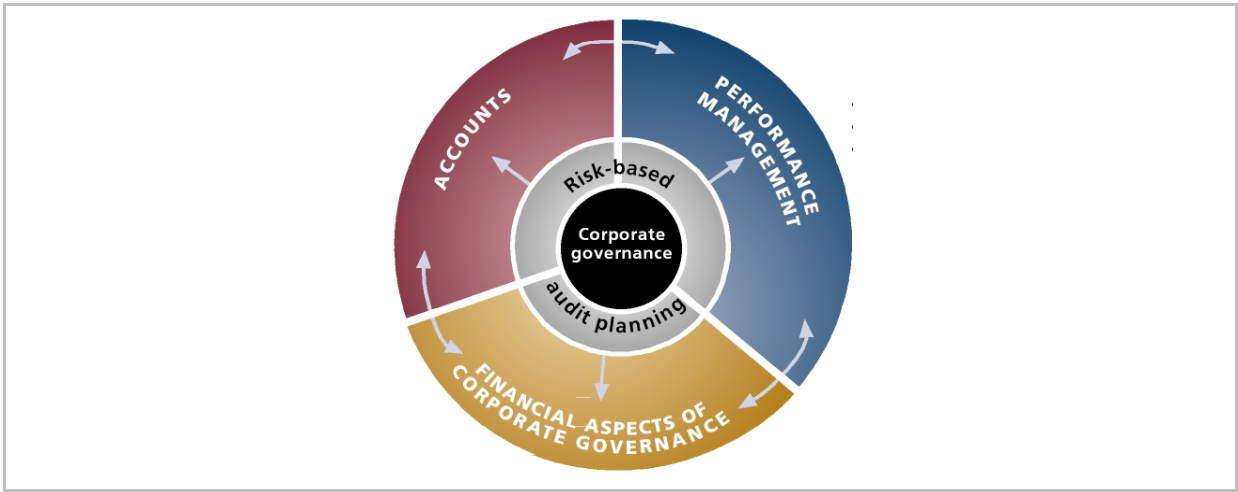 ACCOUNTS
PERFORMANCE
MANAGEMENT
Risk-based
Corporate
governance
audit planning
FINANCIAL ASPECTS OF
CORPORATE GOVERNANCE